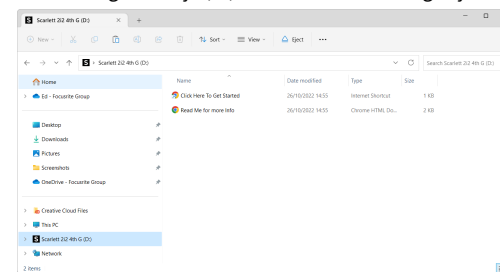 Scarlett 2i2 4th G (D:)
New Sort View Eject
Scarlett 2i2 4th G (D:) Search Scarlett 2i2 4th G (D:)
Home
Ed - Focusrite Group
Desktop
Downloads
Pictures
Screenshots
OneDrive - Focusrite Group
Creative Cloud Files
This PC
Scarlett 2i2 4th G (D:)
Network
Name Date modified Type Size
Click Here To Get Started 26/10/2022 14:55 Internet Shortcut 1 KB
Read Me for more Info 26/10/2022 14:55 Chrome HTML Do... 2 KB
2 items